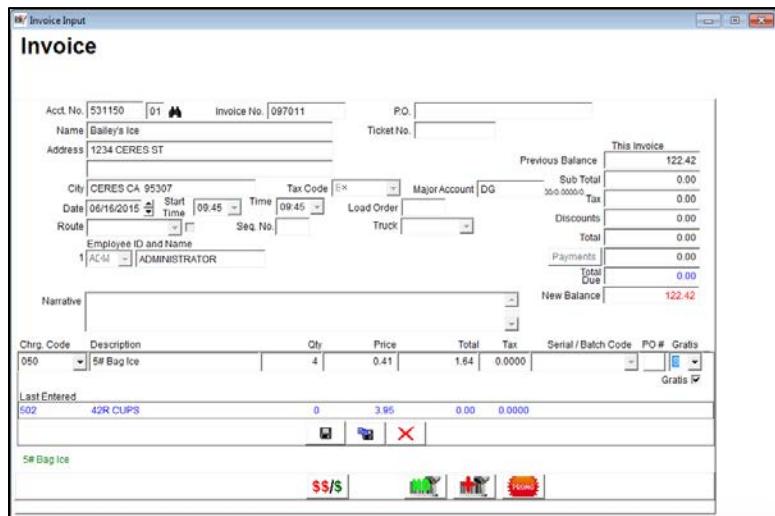 Invoice Input
Invoice
Acct. No. 531150 01 Invoice No. 097011 P.O.
Name Bailey's Ice Ticket No.
Address 1234 CERES ST
This Invoice
Previous Balance 122.42
City CERES CA 95307 Tax Code Major Account DG
Sub Total 0.00
Tax 0.00
Date 06/16/2015 Start Time 09:45 Time 09:45 Load Order
Discounts 0.00
Route Seq. No. Truck
Total 0.00
Employee ID and Name
Payments 0.00
1 ADMINISTRATOR
Total Due 0.00
Narrative
New Balance 122.42
Chrg. Code Description Qty Price Total Tax Serial / Batch Code PO # Gratis
050 5# Bag Ice 4 0.41 1.64 0.0000
Gratis
Last Entered
502 42R CUPS 0 3.95 0.00 0.0000
5# Bag Ice
$$/$ PROMO